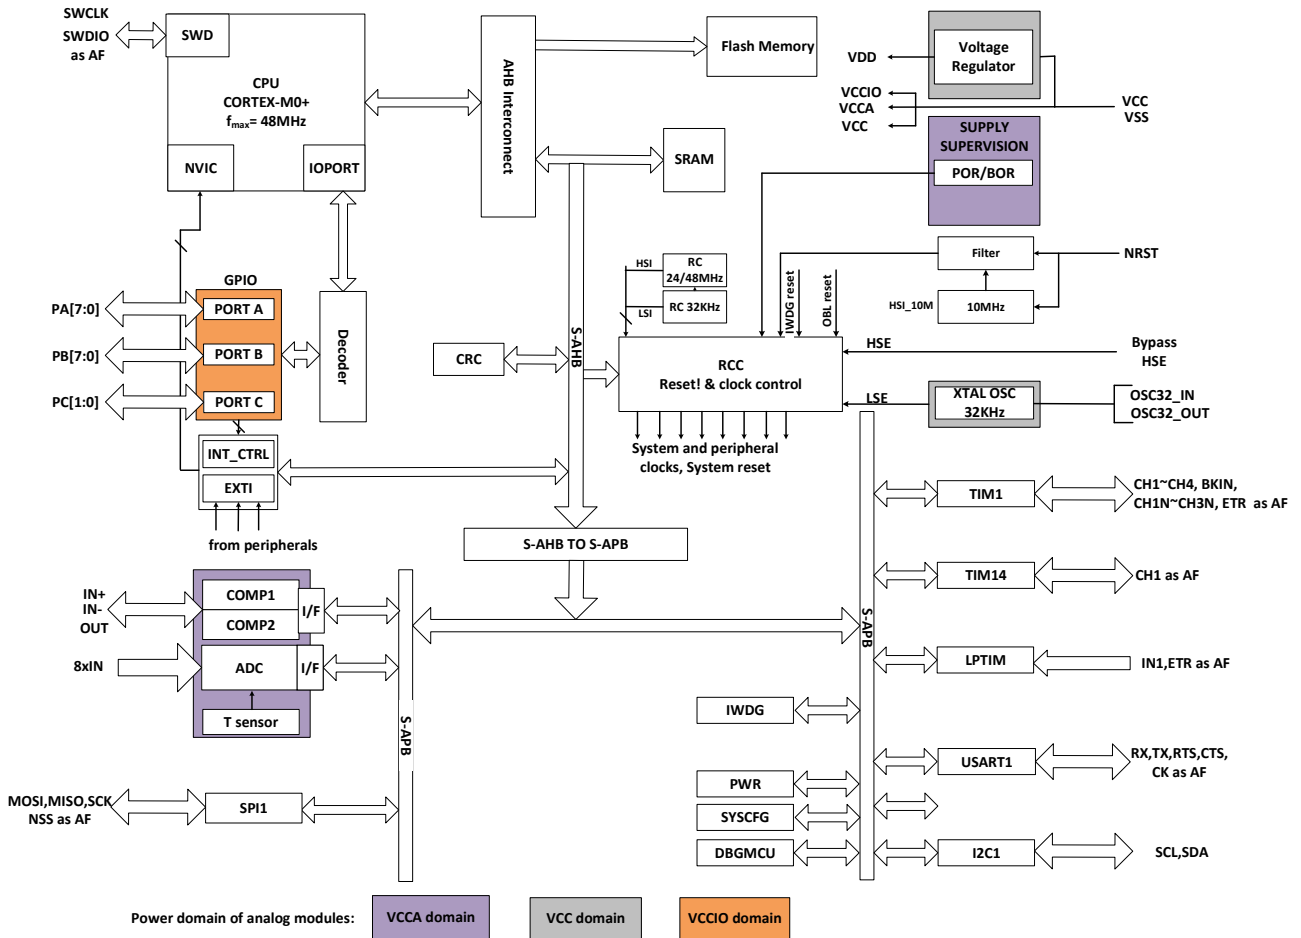 SWCLK
SWDIO
as AF
SWD
CPU
CORTEX-M0+
fmax= 48MHz
NVIC
IOPORT
AHB Interconnect
Flash Memory
SRAM
Voltage
Regulator
VDD
VCCIO
VCCA
VCC
VCC
VSS
SUPPLY
SUPERVISION
POR/BOR
Filter
NRST
HSI_10M
10MHz
GPIO
PORT A
PORT B
PORT C
PA[7:0]
PB[7:0]
PC[1:0]
Decoder
INT_CTRL
EXTI
from peripherals
CRC
S-AHB
HSI
RC
24/48MHz
LSI
RC 32KHz
IWDG reset
OBL reset
RCC
Reset! & clock control
HSE
Bypass
HSE
LSE
XTAL OSC
32KHz
OSC32_IN
OSC32_OUT
System and peripheral
clocks, System reset
S-AHB TO S-APB
IN+
IN-
OUT
COMP1
COMP2
I/F
8xIN
ADC
I/F
T sensor
S-APB
MOSI,MISO,SCK
NSS as AF
SPI1
S-APB
TIM1
CH1~CH4, BKIN,
CH1N~CH3N, ETR as AF
TIM14
CH1 as AF
LPTIM
IN1,ETR as AF
IWDG
USART1
RX,TX,RTS,CTS,
CK as AF
PWR
SYSCFG
DBGMCU
I2C1
SCL,SDA
Power domain of analog modules:
VCCA domain
VCC domain
VCCIO domain